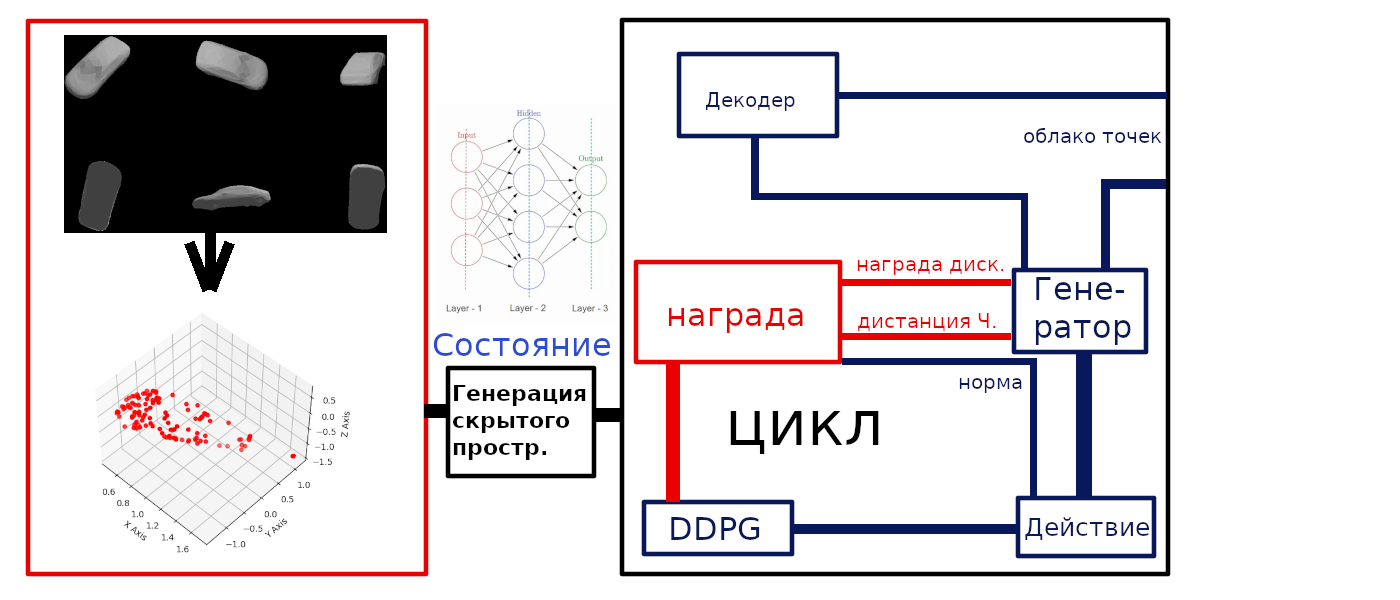 0.5
0.0
−0.5
−1.0
−1.5
Z Axis
0.6
0.8
1.0
1.2
1.4
1.6
X Axis
−1.0
−0.5
0.0
0.5
1.0
Y Axis
Input
Hidden
Output
Layer - 1
Layer - 2
Layer - 3
Состояние
Генерация
скрытого
простр.
Декодер
облако точек
награда диск.
Гене-
ратор
награда
дистанция Ч.
норма
ЦИКЛ
DDPG
Действие